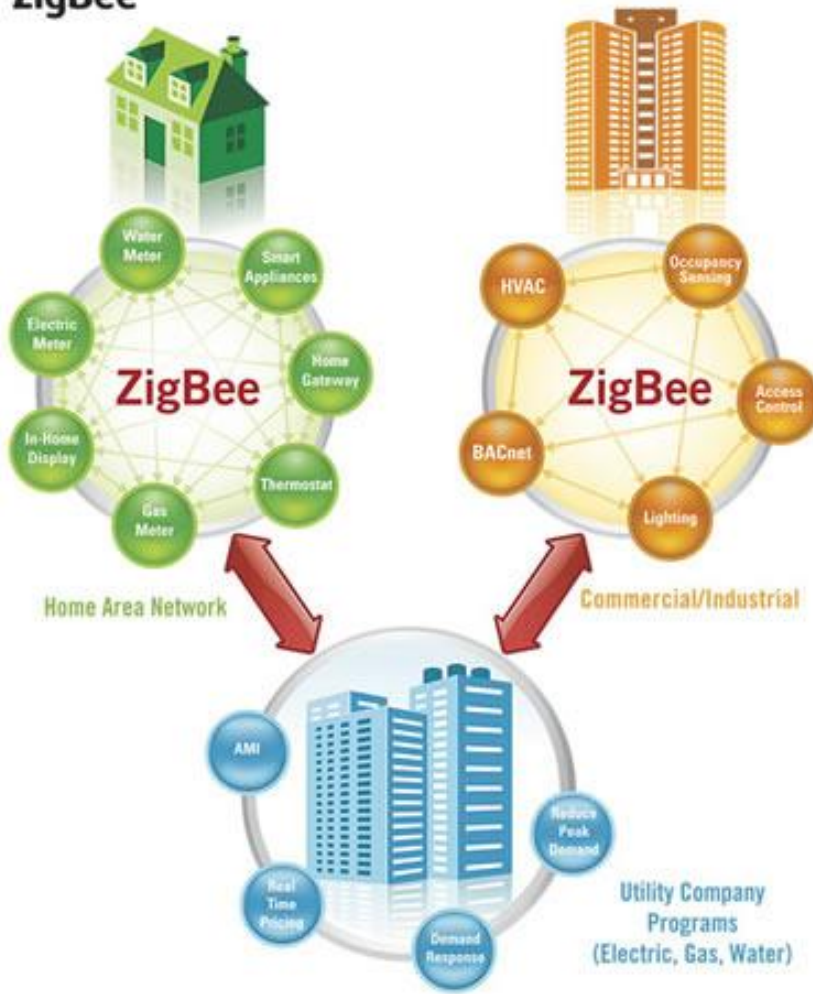 ZigBee
Water
Meter
Smart
Appliances
Electric
Meter
Home
Gateway
ZigBee
In-Home
Display
Thermostat
Gas
Meter
Home Area Network
HVAC
Occupancy
Sensing
ZigBee
Access
Control
BACnet
Lighting
Commercial/Industrial
AMI
Reduce
Peak
Demand
Real
Time
Pricing
Demand
Response
Utility Company
Programs
(Electric, Gas, Water)